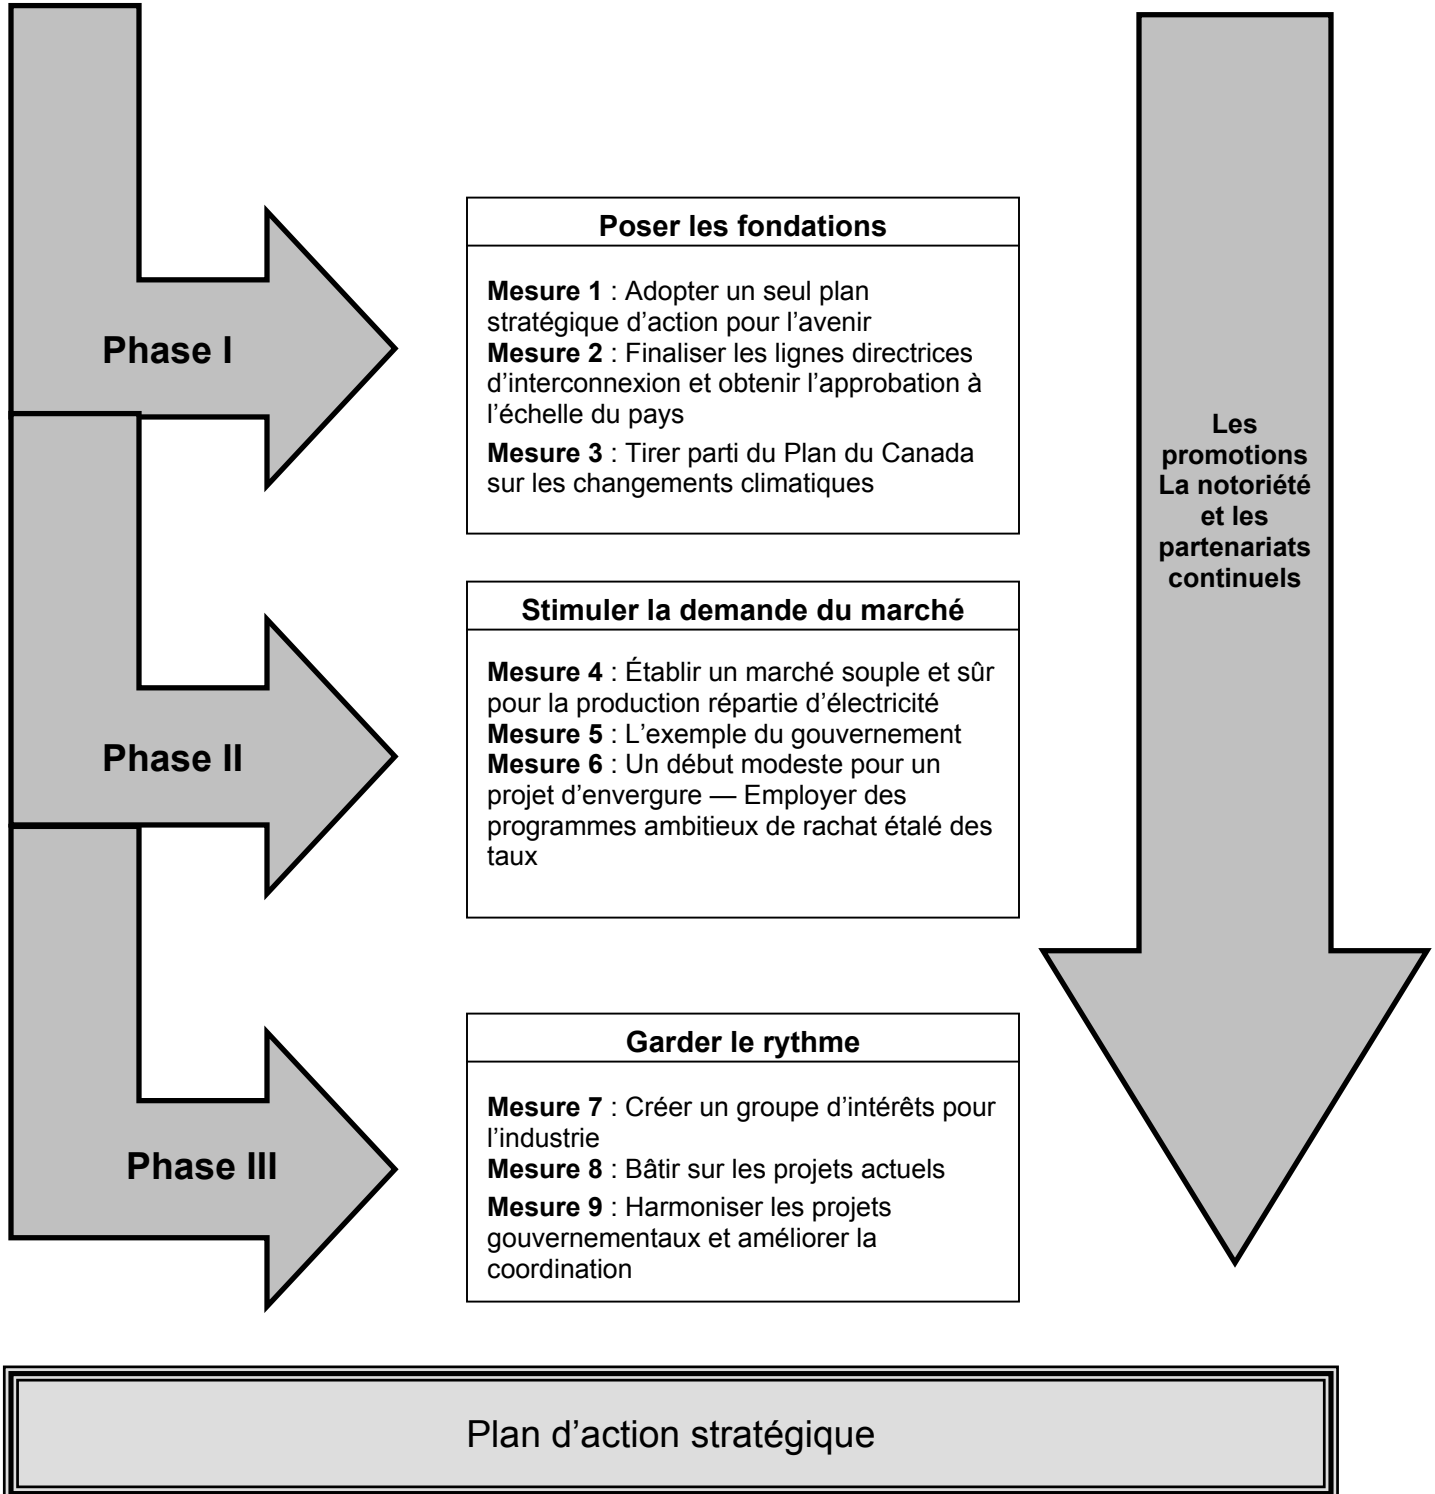 Phase I
Poser les fondations
Mesure 1 : Adopter un seul plan
stratégique d’action pour l’avenir
Mesure 2 : Finaliser les lignes directrices
d’interconnexion et obtenir l’approbation à
l’échelle du pays
Mesure 3 : Tirer parti du Plan du Canada
sur les changements climatiques
Phase II
Stimuler la demande du marché
Mesure 4 : Établir un marché souple et sûr
pour la production répartie d’électricité
Mesure 5 : L’exemple du gouvernement
Mesure 6 : Un début modeste pour un
projet d’envergure — Employer des
programmes ambitieux de rachat étalé des
taux
Phase III
Garder le rythme
Mesure 7 : Créer un groupe d’intérêts pour
l’industrie
Mesure 8 : Bâtir sur les projets actuels
Mesure 9 : Harmoniser les projets
gouvernementaux et améliorer la
coordination
Les
promotions
La notoriété
et les
partenariats
continuels
Plan d’action stratégique